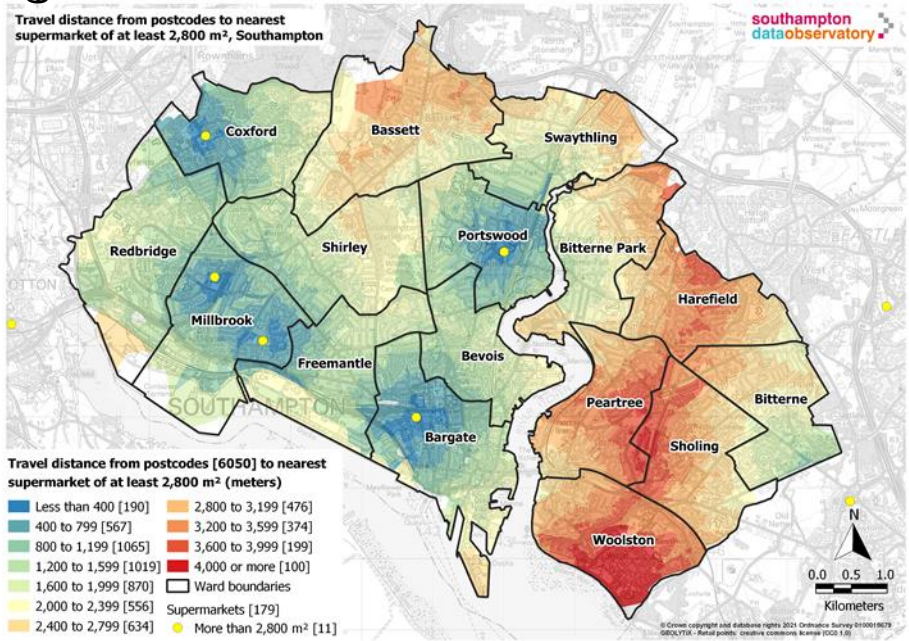 Travel distance from postcodes to nearest
supermarket of at least 2,800 m², Southampton
southampton
dataobservatory
Coxford
Bassett
Swaythling
Redbridge
Shirley
Portswood
Bitterne Park
Harefield
Millbrook
Freemantle
Bevois
SOUTHAMPTON
Bargate
Peartree
Bitterne
Sholing
Woolston
Travel distance from postcodes [6050] to nearest
supermarket of at least 2,800 m² (meters)
Less than 400 [190]
400 to 799 [567]
800 to 1,199 [1065]
1,200 to 1,599 [1019]
1,600 to 1,999 [870]
2,000 to 2,399 [556]
2,400 to 2,799 [634]
2,800 to 3,199 [476]
3,200 to 3,599 [374]
3,600 to 3,999 [199]
4,000 or more [100]
Ward boundaries
Supermarkets [179]
More than 2,800 m² [11]
N
0.0 0.5 1.0
Kilometers
© Crown copyright and database rights 2021 Ordnance Survey 0100019679
GEOLYTIX - Retail points: creative commons license (CC0 1.0)